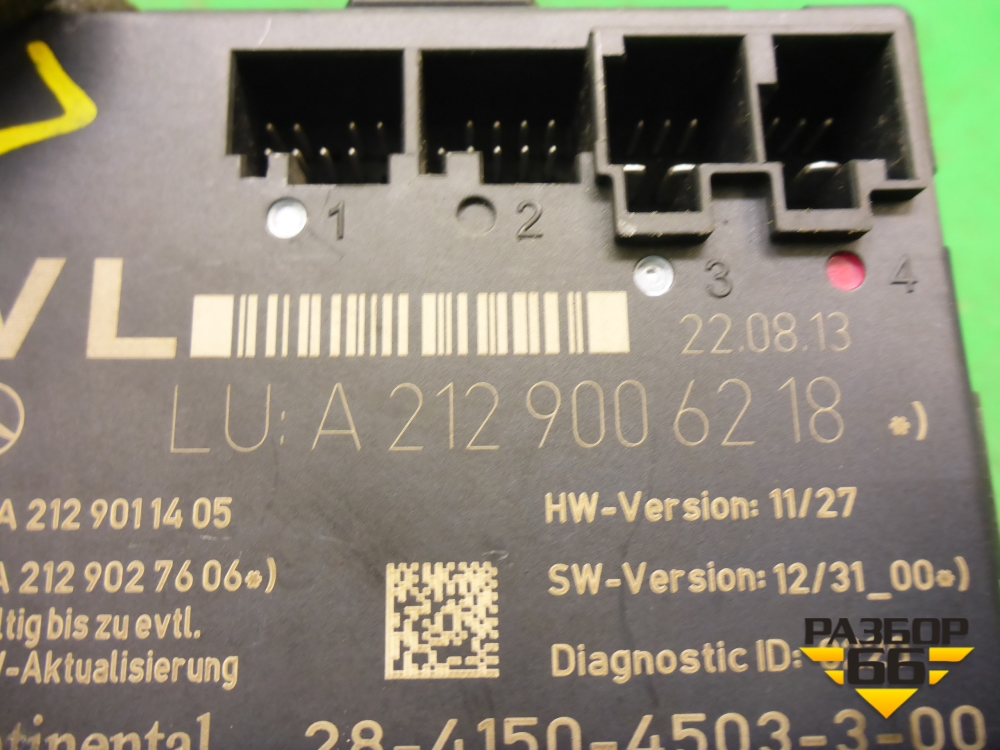 1 2
3 4
VL
22.08.13
LU: A 212 900 62 18 *)
A 212 901 14 05
HW-Version: 11/27
A 212 902 76 06*)
SW-Version: 12/31_00*)
ltig bis zu evtl.
-Aktualisierung
Diagnostic ID:
РАЗБОР
66
ntinental
28-4150-4503-3-00